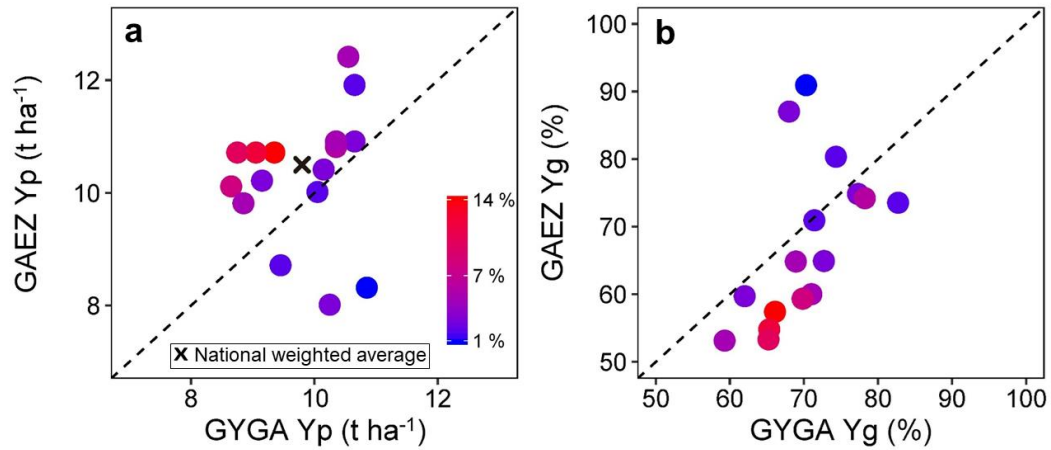 a
GAEZ Yp (t ha⁻¹)
12
10
8
14 %
7 %
1 %
x National weighted average
8 10 12
GYGA Yp (t ha⁻¹)
b
GAEZ Yg (%)
100
90
80
70
60
50
50 60 70 80 90 100
GYGA Yg (%)